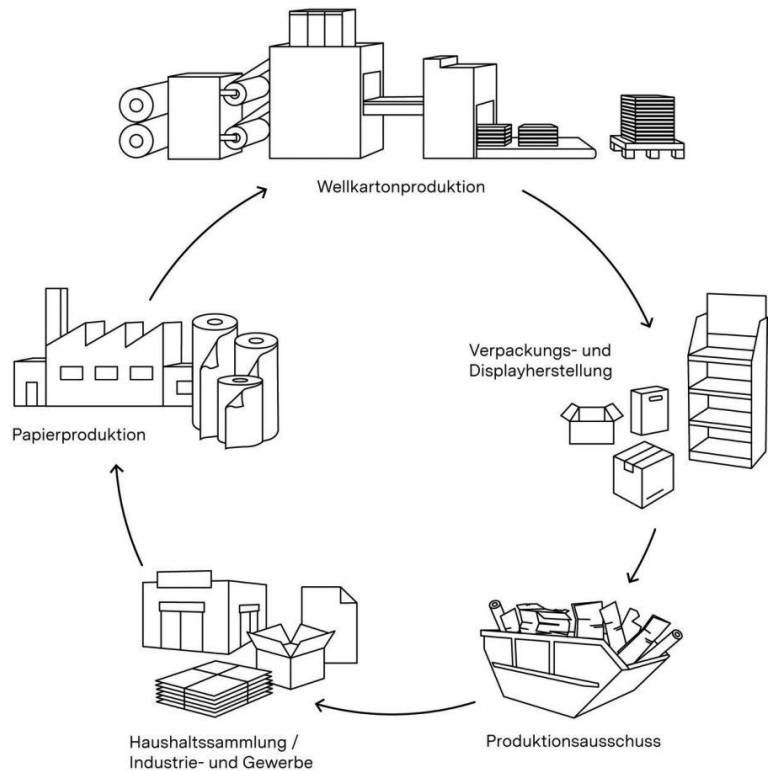 Wellkartonproduktion
Verpackungs- und
Displayherstellung
Papierproduktion
Produktionsausschuss
Haushaltssammlung /
Industrie- und Gewerbe